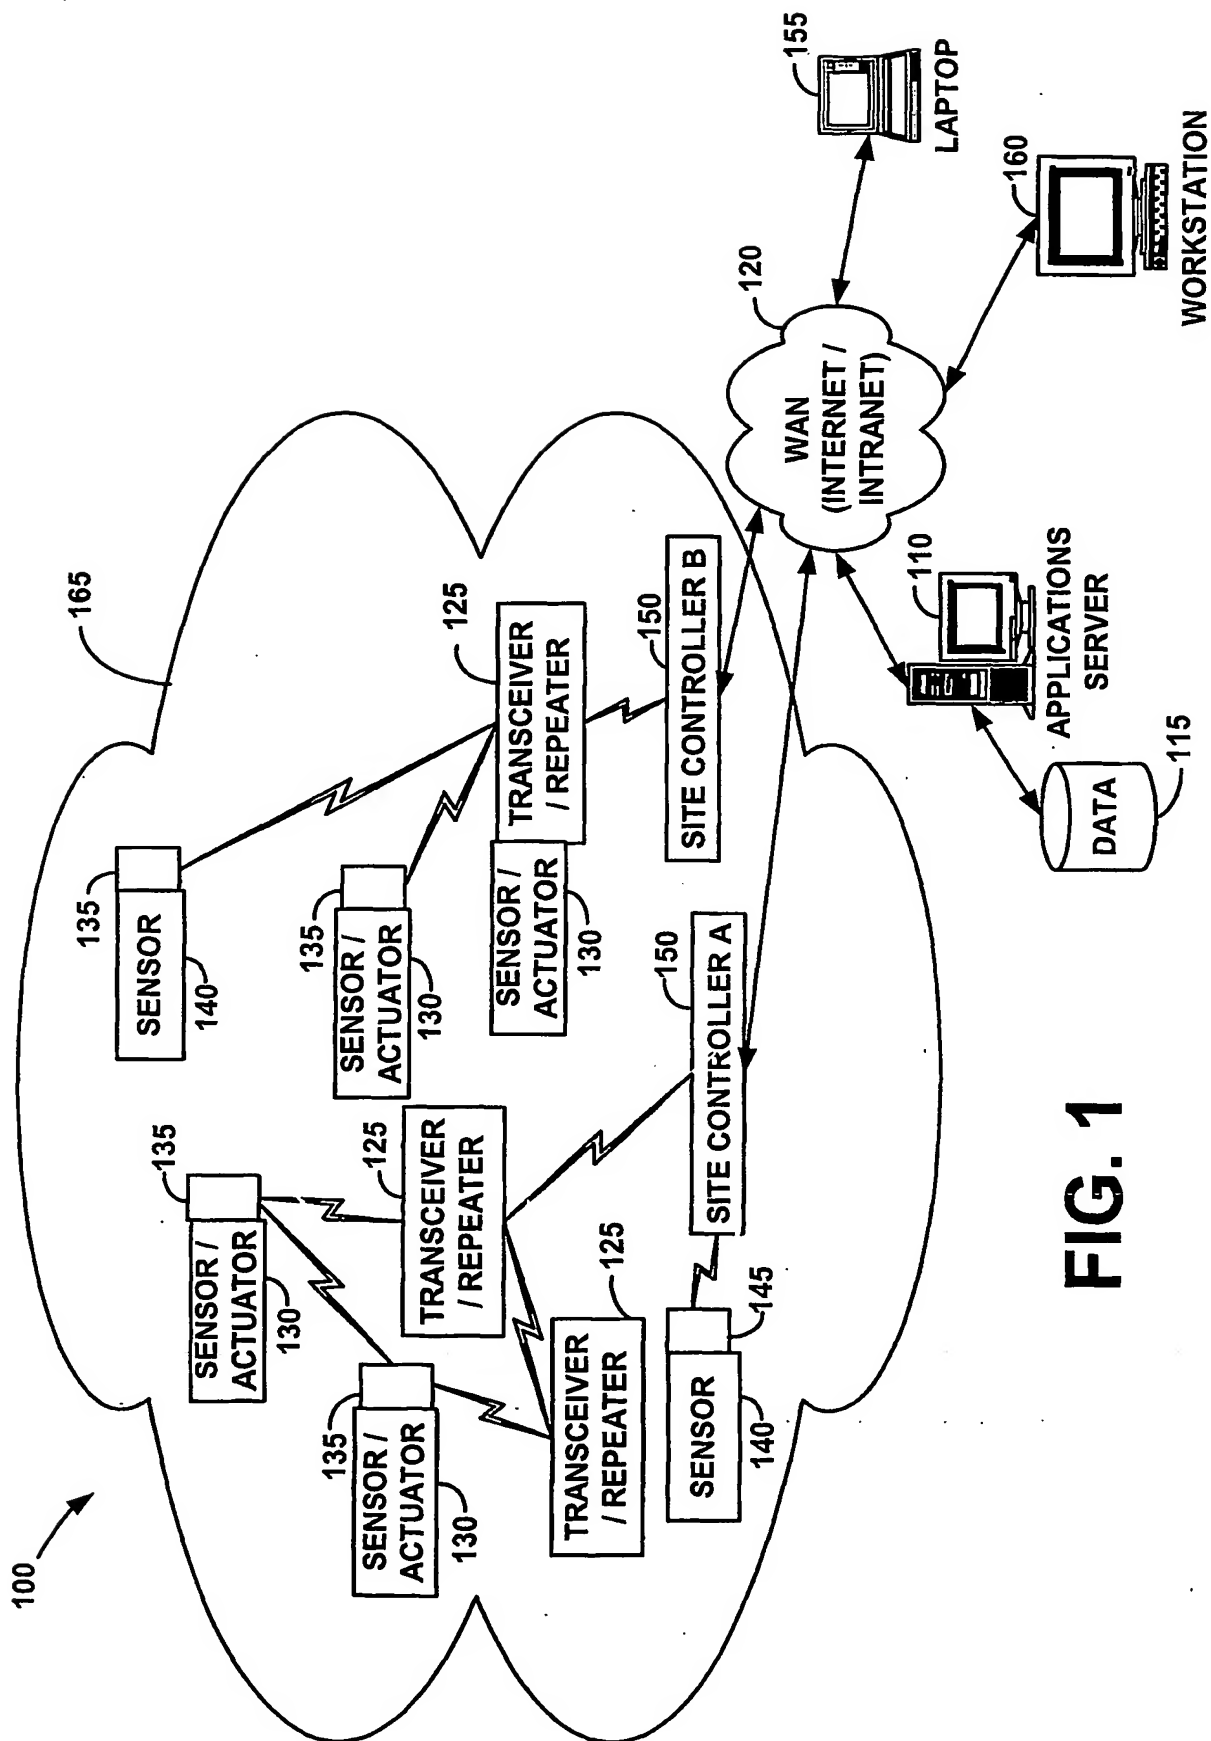 100
165
135
SENSOR
140
135
SENSOR /
ACTUATOR
130
135
SENSOR /
ACTUATOR
130
135
SENSOR /
ACTUATOR
130
125
TRANSCEIVER
/ REPEATER
125
TRANSCEIVER
/ REPEATER
SENSOR /
ACTUATOR
130
125
TRANSCEIVER
/ REPEATER
SENSOR
140
145
150
SITE CONTROLLER A
150
SITE CONTROLLER B
120
WAN
(INTERNET /
INTRANET)
155
LAPTOP
160
WORKSTATION
110
APPLICATIONS
SERVER
DATA
115
FIG. 1